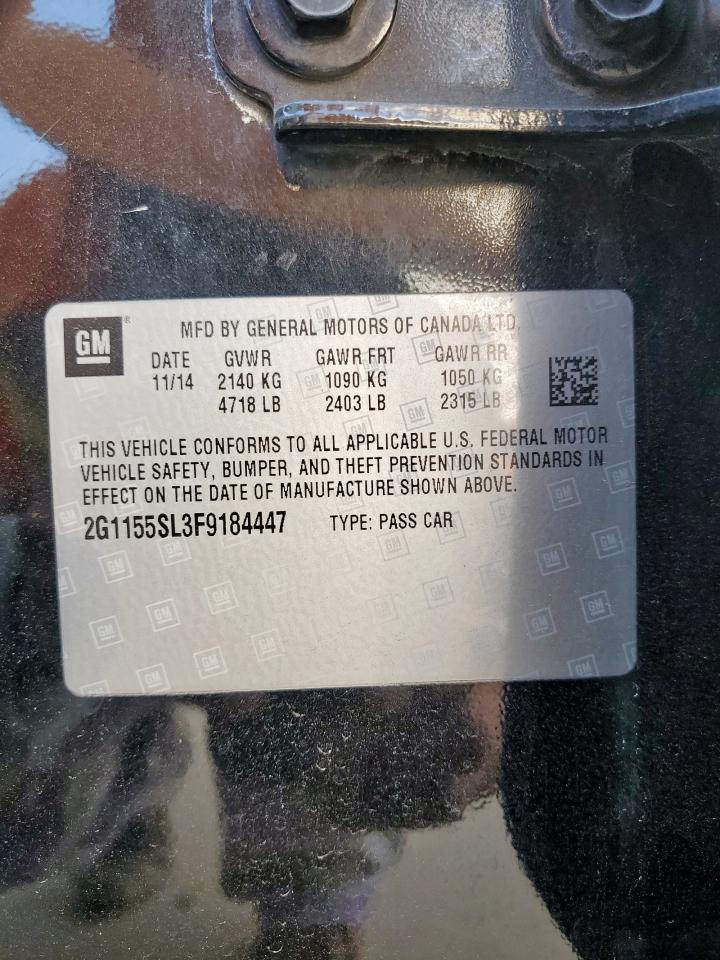 GM®
MFD BY GENERAL MOTORS OF CANADA LTD.
DATE GVWR GAWR FRT GAWR RR
11/14 2140 KG 1090 KG 1050 KG
4718 LB 2403 LB 2315 LB
THIS VEHICLE CONFORMS TO ALL APPLICABLE U.S. FEDERAL MOTOR
VEHICLE SAFETY, BUMPER, AND THEFT PREVENTION STANDARDS IN
EFFECT ON THE DATE OF MANUFACTURE SHOWN ABOVE.
2G1155SL3F9184447 TYPE: PASS CAR